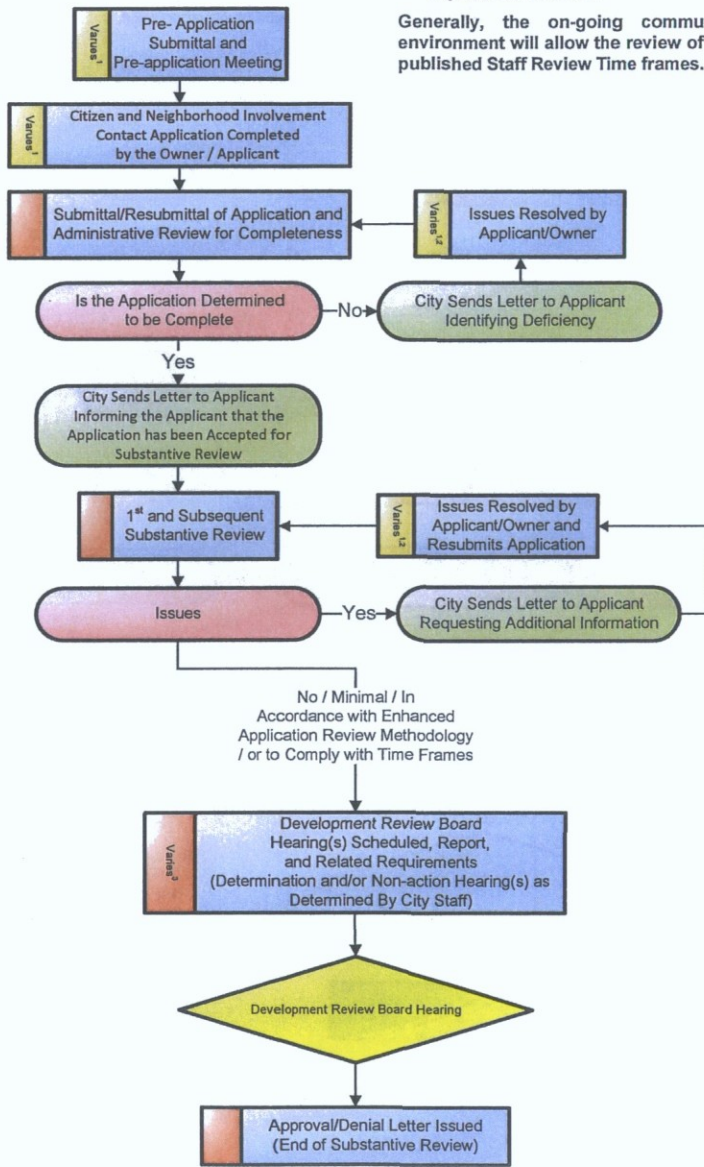 Generally, the on-going commu
environment will allow the review of
published Staff Review Time frames.
Varues¹
Pre- Application
Submittal and
Pre-application Meeting
Varues¹
Citizen and Neighborhood Involvement
Contact Application Completed
by the Owner / Applicant
Submittal/Resubmittal of Application and
Administrative Review for Completeness
Varies¹,²
Issues Resolved by
Applicant/Owner
Is the Application Determined
to be Complete
No
City Sends Letter to Applicant
Identifying Deficiency
Yes
City Sends Letter to Applicant
Informing the Applicant that the
Application has been Accepted for
Substantive Review
1st and Subsequent
Substantive Review
Varies¹,²
Issues Resolved by
Applicant/Owner and
Resubmits Application
Issues
Yes
City Sends Letter to Applicant
Requesting Additional Information
No / Minimal / In
Accordance with Enhanced
Application Review Methodology
/ or to Comply with Time Frames
Varies³
Development Review Board
Hearing(s) Scheduled, Report,
and Related Requirements
(Determination and/or Non-action Hearing(s) as
Determined By City Staff)
Development Review Board Hearing
Approval/Denial Letter Issued
(End of Substantive Review)